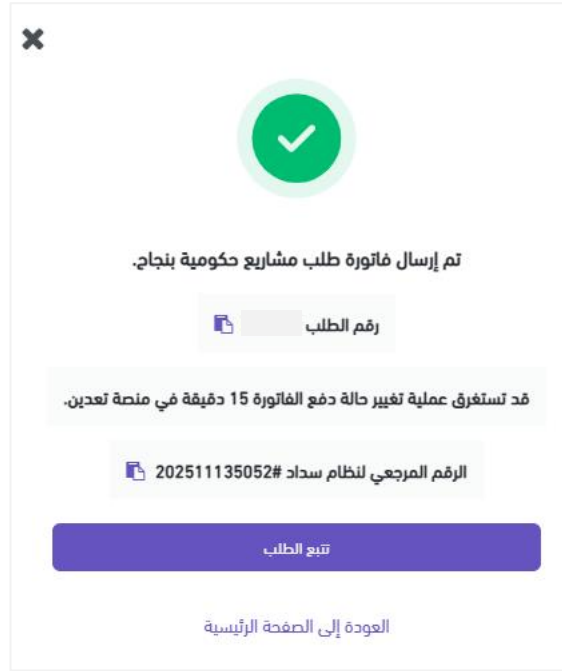 تم إرسال فاتورة طلب مشاريع حكومية بنجاح.
رقم الطلب
قد تستغرق عملية تغيير حالة دفع الفاتورة 15 دقيقة في منصة تعدين.
الرقم المرجعي لنظام سداد #202511135052
تتبع الطلب
العودة إلى الصفحة الرئيسية